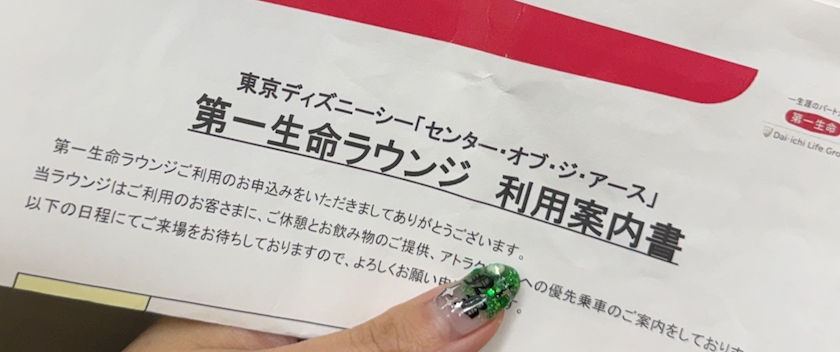 一生涯のパート
第一生命
Dai-ichi Life Gro
東京ディズニーシー「センター・オブ・ジ・アース」
第一生命ラウンジ 利用案内書
第一生命ラウンジご利用のお申込みをいただきましてありがとうございます。
当ラウンジはご利用のお客さまに、ご休憩とお飲み物のご提供、アトラク への優先乗車のご案内をしており
以下の日程にてご来場をお待ちしておりますので、よろしくお願い す。